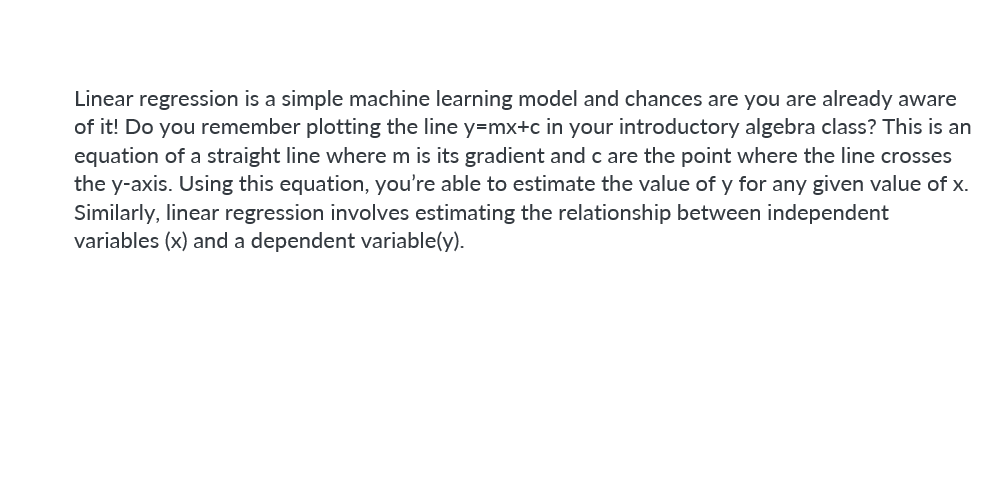 Linear regression is a simple machine learning model and chances are you are already aware
of it! Do you remember plotting the line y=mx+c in your introductory algebra class? This is an
equation of a straight line where m is its gradient and c are the point where the line crosses
the y-axis. Using this equation, you’re able to estimate the value of y for any given value of x.
Similarly, linear regression involves estimating the relationship between independent
variables (x) and a dependent variable(y).